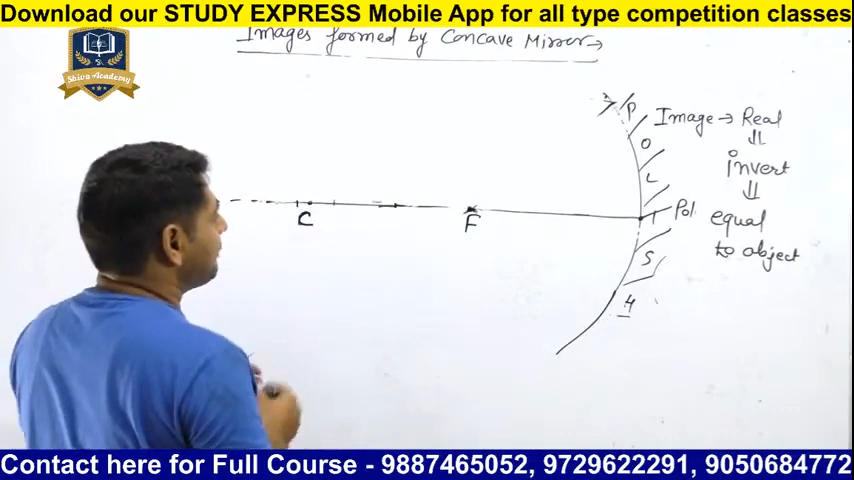 Download our STUDY EXPRESS Mobile App for all type competition classes
Images formed by Concave Mirror→
Shiva Academy
P
O
L
I
S
H
Image → Real
⇓
invert
⇓
equal
to object
C
F
Pol
Contact here for Full Course - 9887465052, 9729622291, 9050684772